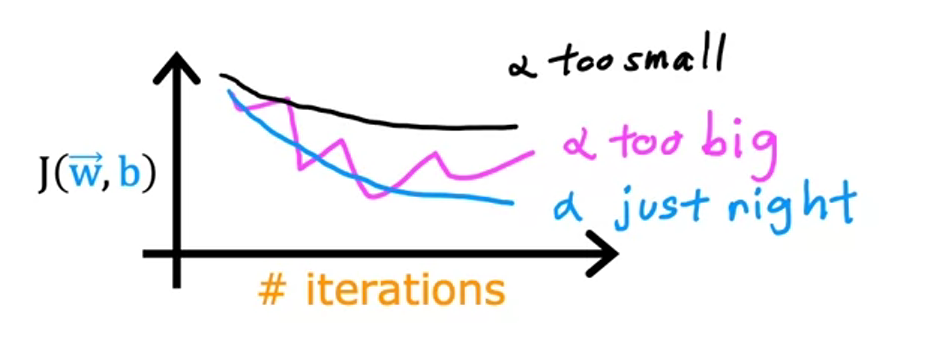 α too small
α too big
J(w⃗, b)
α just right
# iterations